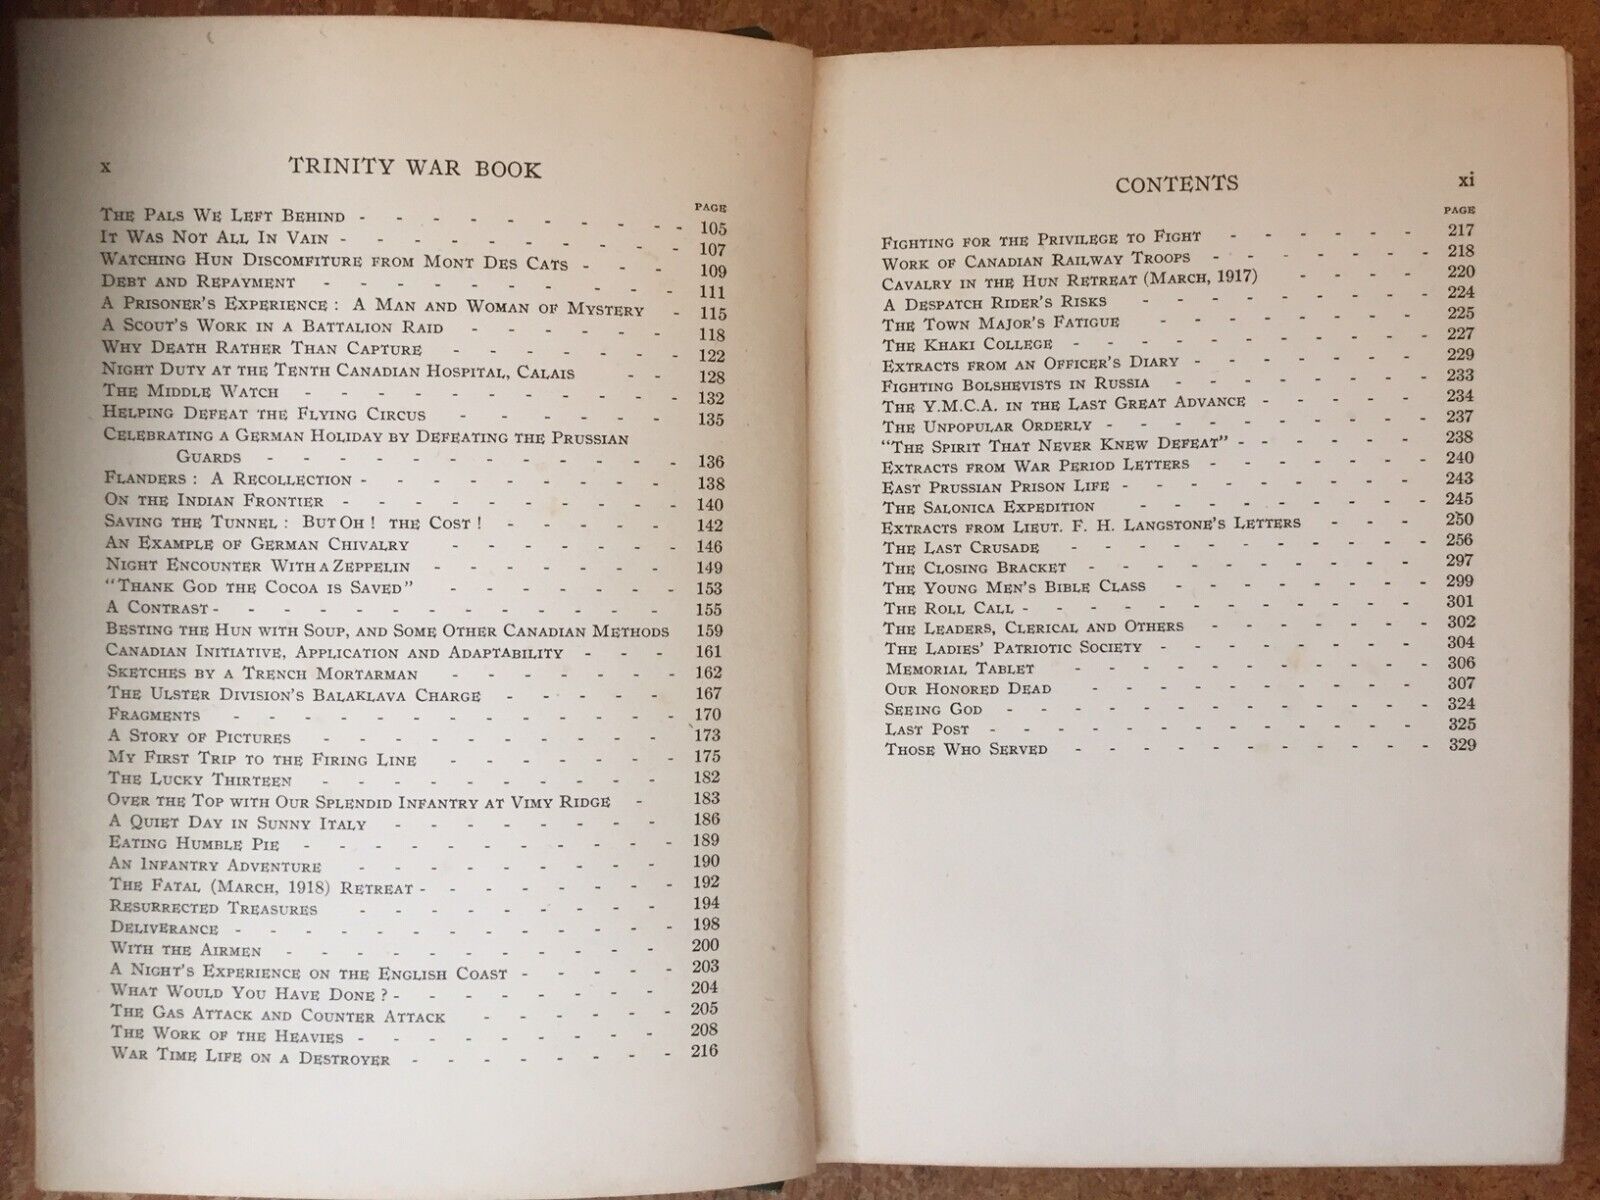 x TRINITY WAR BOOK
PAGE
The Pals We Left Behind - - - - - - - - - - 105
It Was Not All In Vain - - - - - - - - - - 107
Watching Hun Discomfiture from Mont Des Cats - - - 109
Debt and Repayment - - - - - - - - - 111
A Prisoner's Experience : A Man and Woman of Mystery - 115
A Scout's Work in a Battalion Raid - - - - - - 118
Why Death Rather Than Capture - - - - - - - 122
Night Duty at the Tenth Canadian Hospital, Calais - - 128
The Middle Watch - - - - - - - - - - - 132
Helping Defeat the Flying Circus - - - - - - 135
Celebrating a German Holiday by Defeating the Prussian
Guards - - - - - - - - - - - - 136
Flanders : A Recollection - - - - - - - - - 138
On the Indian Frontier - - - - - - - - - - 140
Saving the Tunnel : But Oh ! the Cost ! - - - - - 142
An Example of German Chivalry - - - - - - - 146
Night Encounter With a Zeppelin - - - - - - - 149
"Thank God the Cocoa is Saved" - - - - - - - 153
A Contrast - - - - - - - - - - - - - 155
Besting the Hun with Soup, and Some Other Canadian Methods 159
Canadian Initiative, Application and Adaptability - - - 161
Sketches by a Trench Mortarman - - - - - - - 162
The Ulster Division's Balaklava Charge - - - - - 167
Fragments - - - - - - - - - - - - - 170
A Story of Pictures - - - - - - - - - - 173
My First Trip to the Firing Line - - - - - - - 175
The Lucky Thirteen - - - - - - - - - - 182
Over the Top with Our Splendid Infantry at Vimy Ridge - 183
A Quiet Day in Sunny Italy - - - - - - - - 186
Eating Humble Pie - - - - - - - - - - - 189
An Infantry Adventure - - - - - - - - - 190
The Fatal (March, 1918) Retreat - - - - - - - - 192
Resurrected Treasures - - - - - - - - - 194
Deliverance - - - - - - - - - - - - - 198
With the Airmen - - - - - - - - - - - 200
A Night's Experience on the English Coast - - - - - 203
What Would You Have Done ? - - - - - - - - 204
The Gas Attack and Counter Attack - - - - - - 205
The Work of the Heavies - - - - - - - - - 208
War Time Life on a Destroyer - - - - - - - - 216
CONTENTS xi
PAGE
Fighting for the Privilege to Fight - - - - - - 217
Work of Canadian Railway Troops - - - - - - - 218
Cavalry in the Hun Retreat (March, 1917) - - - - 220
A Despatch Rider's Risks - - - - - - - - - 224
The Town Major's Fatigue - - - - - - - - 225
The Khaki College - - - - - - - - - - - 227
Extracts from an Officer's Diary - - - - - - - 229
Fighting Bolshevists in Russia - - - - - - - - 233
The Y.M.C.A. in the Last Great Advance - - - - - 234
The Unpopular Orderly - - - - - - - - - - 237
"The Spirit That Never Knew Defeat" - - - - - - 238
Extracts from War Period Letters - - - - - - - 240
East Prussian Prison Life - - - - - - - - - 243
The Salonica Expedition - - - - - - - - - 245
Extracts from Lieut. F. H. Langstone's Letters - - - 250
The Last Crusade - - - - - - - - - - - 256
The Closing Bracket - - - - - - - - - - 297
The Young Men's Bible Class - - - - - - - - 299
The Roll Call - - - - - - - - - - - - 301
The Leaders, Clerical and Others - - - - - - - 302
The Ladies' Patriotic Society - - - - - - - - 304
Memorial Tablet - - - - - - - - - - - 306
Our Honored Dead - - - - - - - - - - 307
Seeing God - - - - - - - - - - - - - 324
Last Post - - - - - - - - - - - - - 325
Those Who Served - - - - - - - - - - - 329